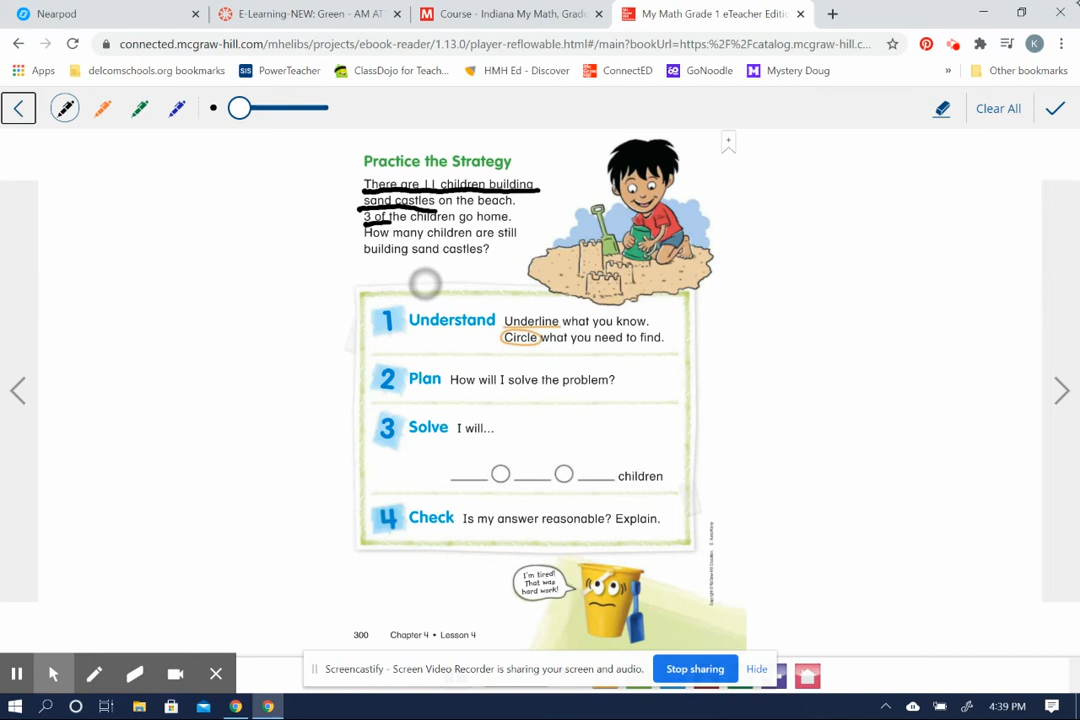 Nearpod
E-Learning-NEW: Green - AM AT
Course - Indiana My Math, Grade
My Math Grade 1 eTeacher Editi
connected.mcgraw-hill.com/mhelibs/projects/ebook-reader/1.13.0/player-reflowable.html#/main?bookUrl=https:%2F%2Fcatalog.mcgraw-hill.c...
K
Apps
delcomschools.org bookmarks
SIS
PowerTeacher
ClassDojo for Teach...
HMH Ed - Discover
ConnectED
GoNoodle
Mystery Doug
»
Other bookmarks
Clear All
Practice the Strategy
There are 11 children building
sand castles on the beach.
3 of the children go home.
How many children are still
building sand castles?
1 Understand Underline what you know.
Circle what you need to find.
2 Plan How will I solve the problem?
3 Solve I will...
children
4 Check Is my answer reasonable? Explain.
I'm tired!
That was
hard work!
300 Chapter 4 • Lesson 4
Screencastify - Screen Video Recorder is sharing your screen and audio.
Stop sharing
Hide
4:39 PM